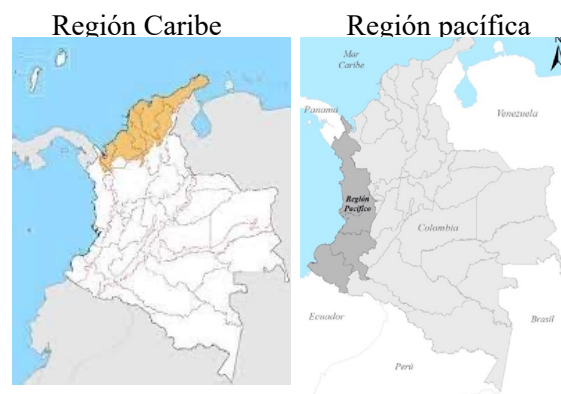 Región Caribe
Región pacífica
N
Mar
Caribe
Panamá
Venezuela
Región
Pacífico
Colombia
Ecuador
Brasil
Perú